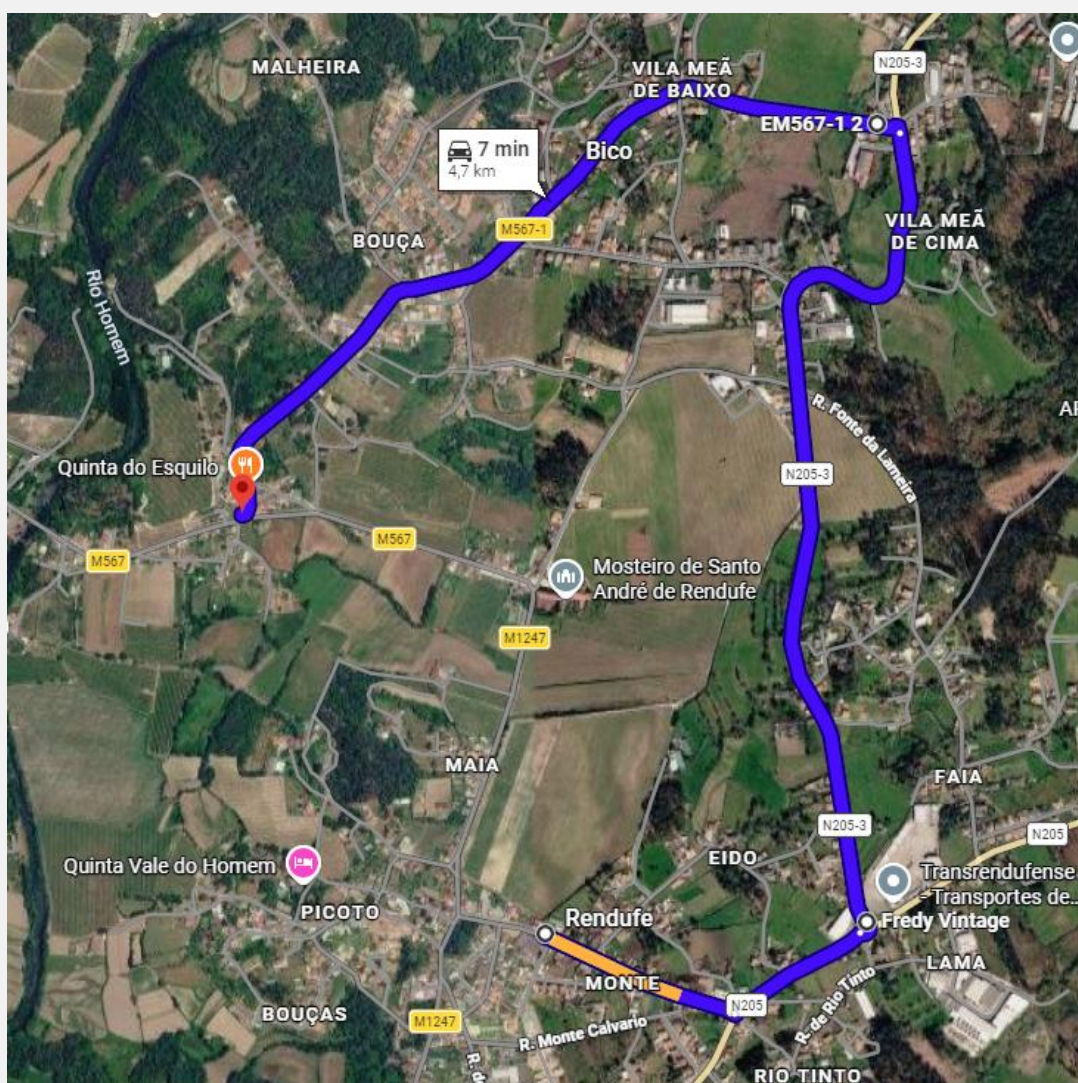 MALHEIRA
VILA MEÃ
DE BAIXO
N205-3
EM567-1 2
7 min
4,7 km
Bico
M567-1
BOUÇA
VILA MEÃ
DE CIMA
Rio Homem
R. Fonte da Lameira
Quinta do Esquilo
N205-3
M567
M567
Mosteiro de Santo
André de Rendufe
M1247
MAIA
FAIA
N205-3
N205
EIDO
Quinta Vale do Homem
Transrendufense
- Transportes de...
PICOTO
Rendufe
Fredy Vintage
MONTE
LAMA
N205
R. de Rio Tinto
BOUÇAS
M1247
R. Monte Calvario
R. d
RIO TINTO